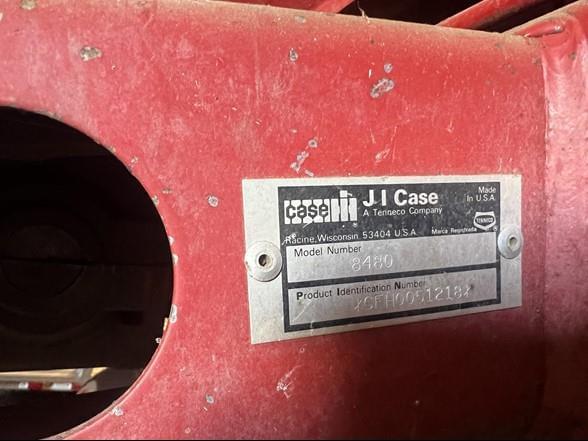 case IH J I Case Made
A Tenneco Company In U.S.A.
TENNECO
Racine, Wisconsin 53404 U.S.A. Marca Registrada
Model Number
8480
Product Identification Number
*CFH0051218*